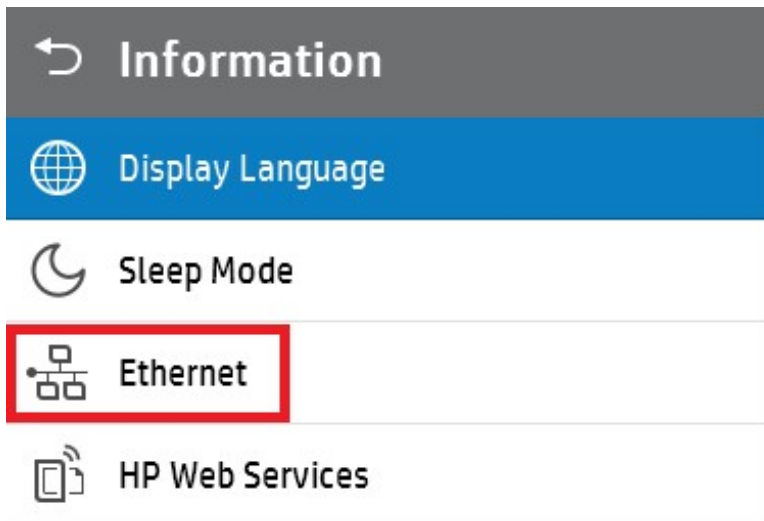 Information
Display Language
Sleep Mode
Ethernet
HP Web Services